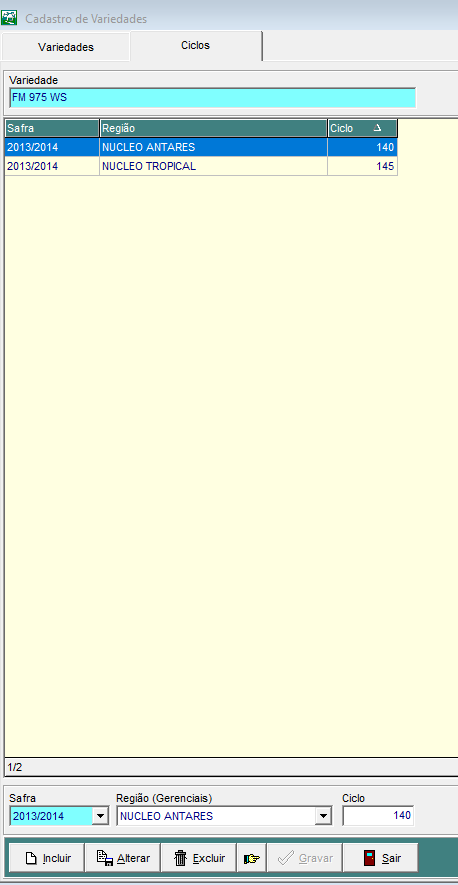 Cadastro de Variedades
Variedades Ciclos
Variedade
FM 975 WS
Safra Região Ciclo
2013/2014 NUCLEO ANTARES 140
2013/2014 NUCLEO TROPICAL 145
1/2
Safra Região (Gerenciais) Ciclo
2013/2014 NUCLEO ANTARES 140
Incluir Alterar Excluir Gravar Sair